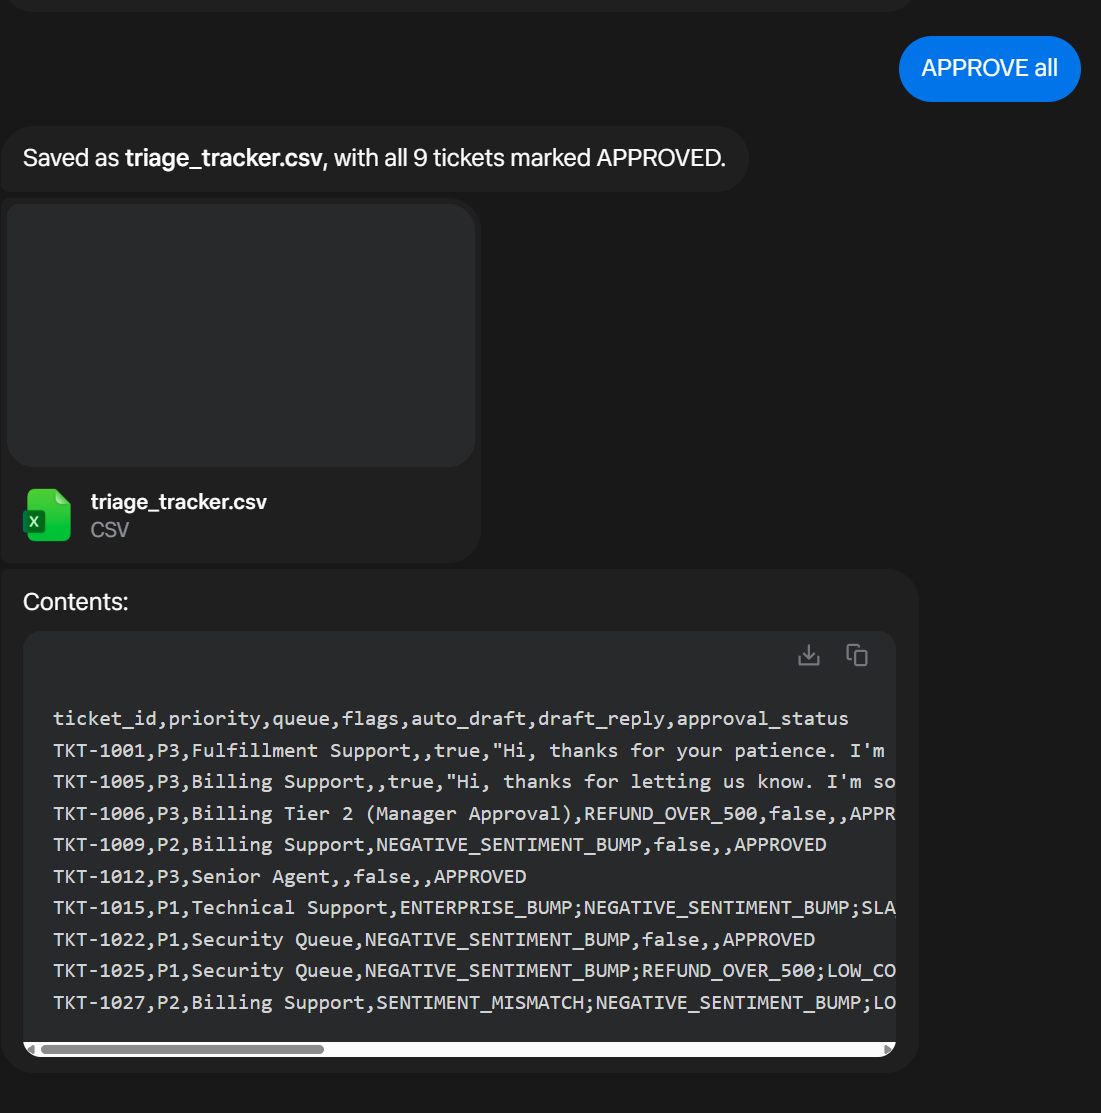 APPROVE all
Saved as triage_tracker.csv, with all 9 tickets marked APPROVED.
X
triage_tracker.csv
CSV
Contents:
ticket_id,priority,queue,flags,auto_draft,draft_reply,approval_status
TKT-1001,P3,Fulfillment Support,,true,"Hi, thanks for your patience. I'm
TKT-1005,P3,Billing Support,,true,"Hi, thanks for letting us know. I'm so
TKT-1006,P3,Billing Tier 2 (Manager Approval),REFUND_OVER_500,false,,APPR
TKT-1009,P2,Billing Support,NEGATIVE_SENTIMENT_BUMP,false,,APPROVED
TKT-1012,P3,Senior Agent,,false,,APPROVED
TKT-1015,P1,Technical Support,ENTERPRISE_BUMP;NEGATIVE_SENTIMENT_BUMP;SLA
TKT-1022,P1,Security Queue,NEGATIVE_SENTIMENT_BUMP,false,,APPROVED
TKT-1025,P1,Security Queue,NEGATIVE_SENTIMENT_BUMP;REFUND_OVER_500;LOW_CO
TKT-1027,P2,Billing Support,SENTIMENT_MISMATCH;NEGATIVE_SENTIMENT_BUMP;LO